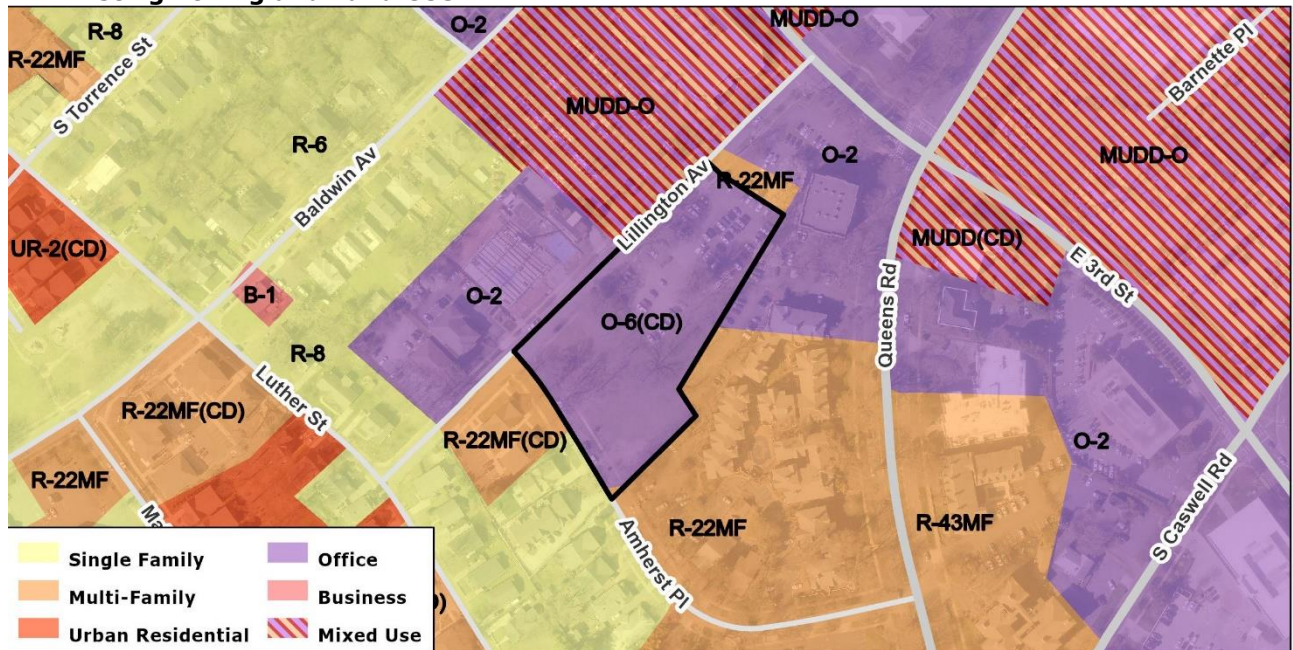 R-8
O-2
MUDD-O
R-22MF
S Torrence St
Barnette Pl
MUDD-O
R-6
Baldwin Av
MUDD-O
O-2
R-22MF
Lillington Av
UR-2(CD)
MUDD(CD)
E 3rd St
B-1
O-2
O-6(CD)
Queens Rd
R-8
Luther St
R-22MF(CD)
R-22MF(CD)
O-2
R-22MF
S Caswell Rd
R-22MF
R-43MF
Amherst Pl
Single Family
Office
Multi-Family
Business
Urban Residential
Mixed Use